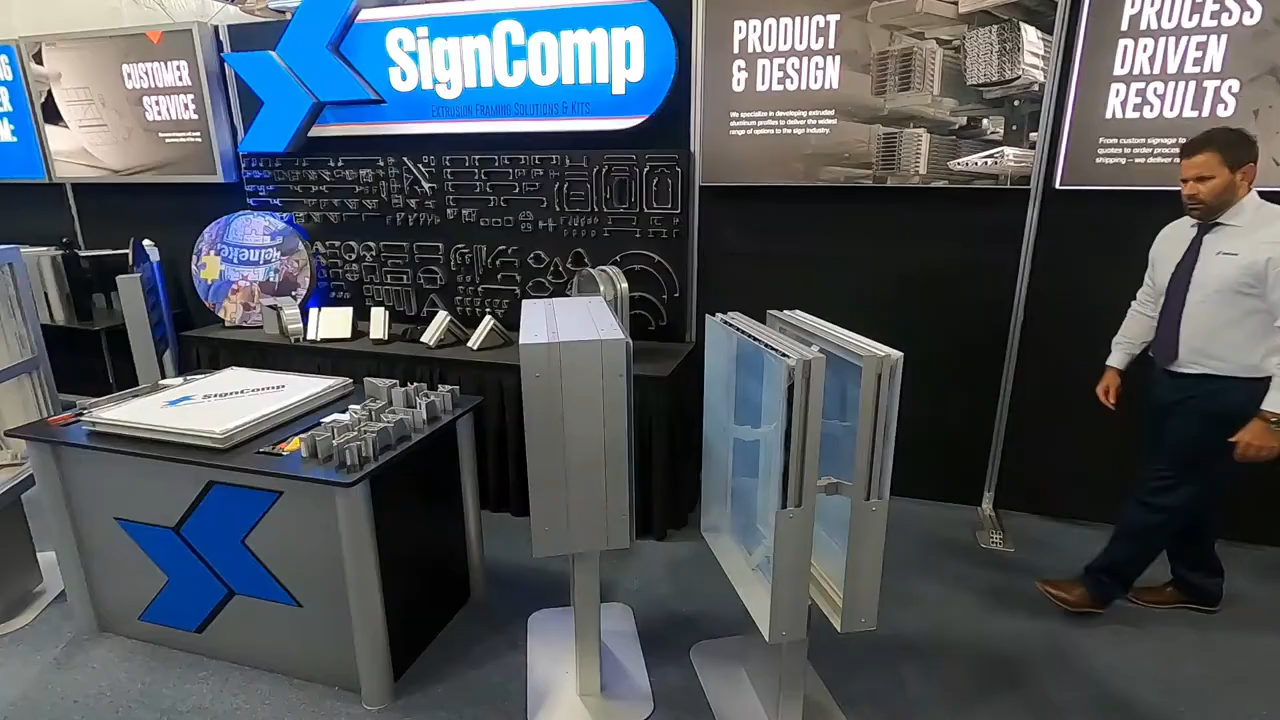 CUSTOMER
SERVICE
SignComp
EXTRUSION FRAMING SOLUTIONS & KITS
PRODUCT
& DESIGN
We specialize in developing extruded
aluminum profiles to deliver the widest
range of options to the sign industry.
PROCESS
DRIVEN
RESULTS
From custom signage to
quotes to order proces
shipping – we deliver
Heineke
SignComp